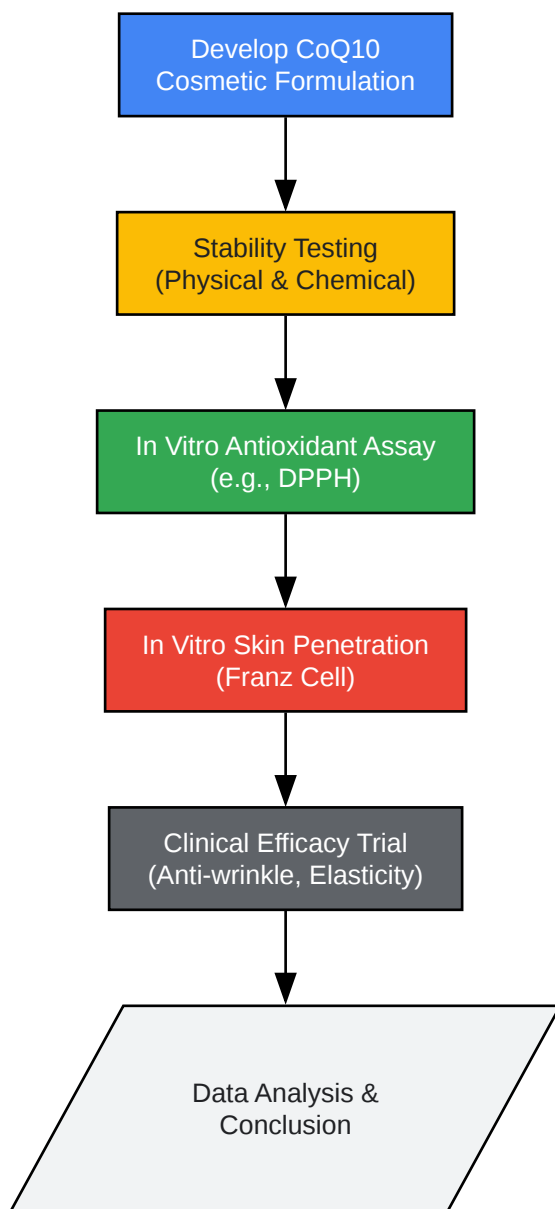 Develop CoQ10
Cosmetic Formulation
Stability Testing
(Physical & Chemical)
In Vitro Antioxidant Assay
(e.g., DPPH)
In Vitro Skin Penetration
(Franz Cell)
Clinical Efficacy Trial
(Anti-wrinkle, Elasticity)
Data Analysis &
Conclusion